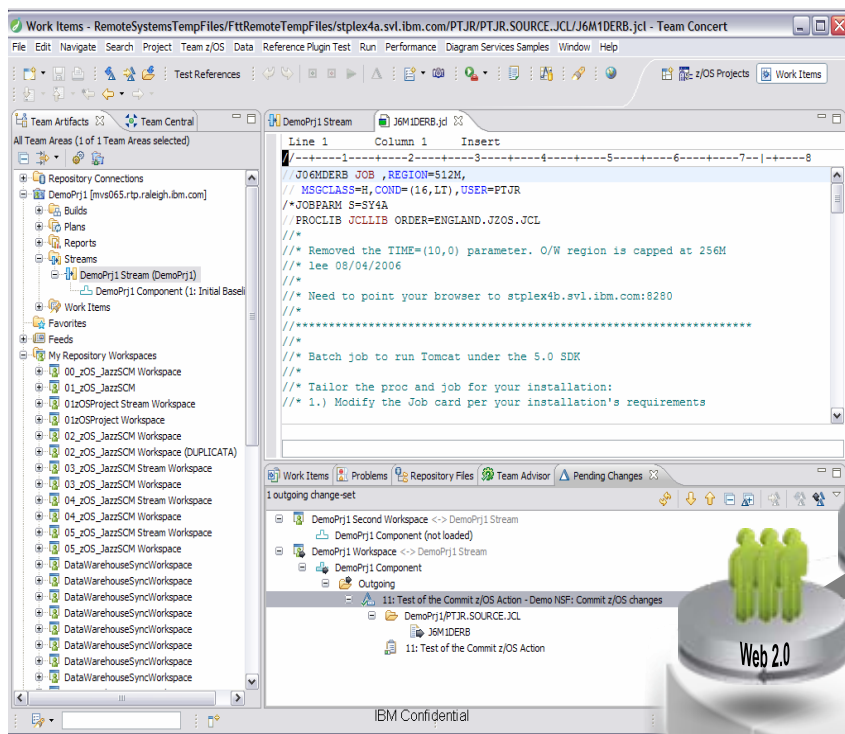 Work Items - RemoteSystemsTempFiles/FttRemoteTempFiles/stplex4a.svl.ibm.com/PTJR/PTJR.SOURCE.JCL/J6M1DERB.jcl - Team Concert
File Edit Navigate Search Project Team z/OS Data Reference Plugin Test Run Performance Diagram Services Samples Window Help
Test References
z/OS Projects
Work Items
Team Artifacts
Team Central
All Team Areas (1 of 1 Team Areas selected)
Repository Connections
DemoPrj1 [mvs065.rtp.raleigh.ibm.com]
Builds
Plans
Reports
Streams
DemoPrj1 Stream (DemoPrj1)
DemoPrj1 Component (1: Initial Baseli
Work Items
Favorites
Feeds
My Repository Workspaces
00_zOS_JazzSCM Workspace
01_zOS_JazzSCM
01zOSProject Stream Workspace
01zOSProject Workspace
02_zOS_JazzSCM Workspace
02_zOS_JazzSCM Workspace (DUPLICATA)
03_zOS_JazzSCM Stream Workspace
03_zOS_JazzSCM Workspace
04_zOS_JazzSCM Stream Workspace
04_zOS_JazzSCM Workspace
05_zOS_JazzSCM Stream Workspace
05_zOS_JazzSCM Workspace
DataWarehouseSyncWorkspace
DataWarehouseSyncWorkspace
DataWarehouseSyncWorkspace
DataWarehouseSyncWorkspace
DataWarehouseSyncWorkspace
DataWarehouseSyncWorkspace
DataWarehouseSyncWorkspace
DataWarehouseSyncWorkspace
DemoPrj1 Stream
J6M1DERB.jcl
Line 1 Column 1 Insert
//--+----1----+----2----+----3----+----4----+----5----+----6----+----7--|-+----8
//J06MDERB JOB ,REGION=512M,
// MSGCLASS=H,COND=(16,LT),USER=PTJR
/*JOBPARM S=SY4A
//PROCLIB JCLLIB ORDER=ENGLAND.JZOS.JCL
//*
//* Removed the TIME=(10,0) parameter. O/W region is capped at 256M
//* lee 08/04/2006
//*
//* Need to point your browser to stplex4b.svl.ibm.com:8280
//*
//*********************************************************************
//*
//* Batch job to run Tomcat under the 5.0 SDK
//*
//* Tailor the proc and job for your installation:
//* 1.) Modify the Job card per your installation's requirements
Work Items
Problems
Repository Files
Team Advisor
Pending Changes
1 outgoing change-set
DemoPrj1 Second Workspace <-> DemoPrj1 Stream
DemoPrj1 Component (not loaded)
DemoPrj1 Workspace <-> DemoPrj1 Stream
DemoPrj1 Component
Outgoing
11: Test of the Commit z/OS Action - Demo NSF: Commit z/OS changes
DemoPrj1/PTJR.SOURCE.JCL
J6M1DERB
11: Test of the Commit z/OS Action
Web 2.0
IBM Confidential